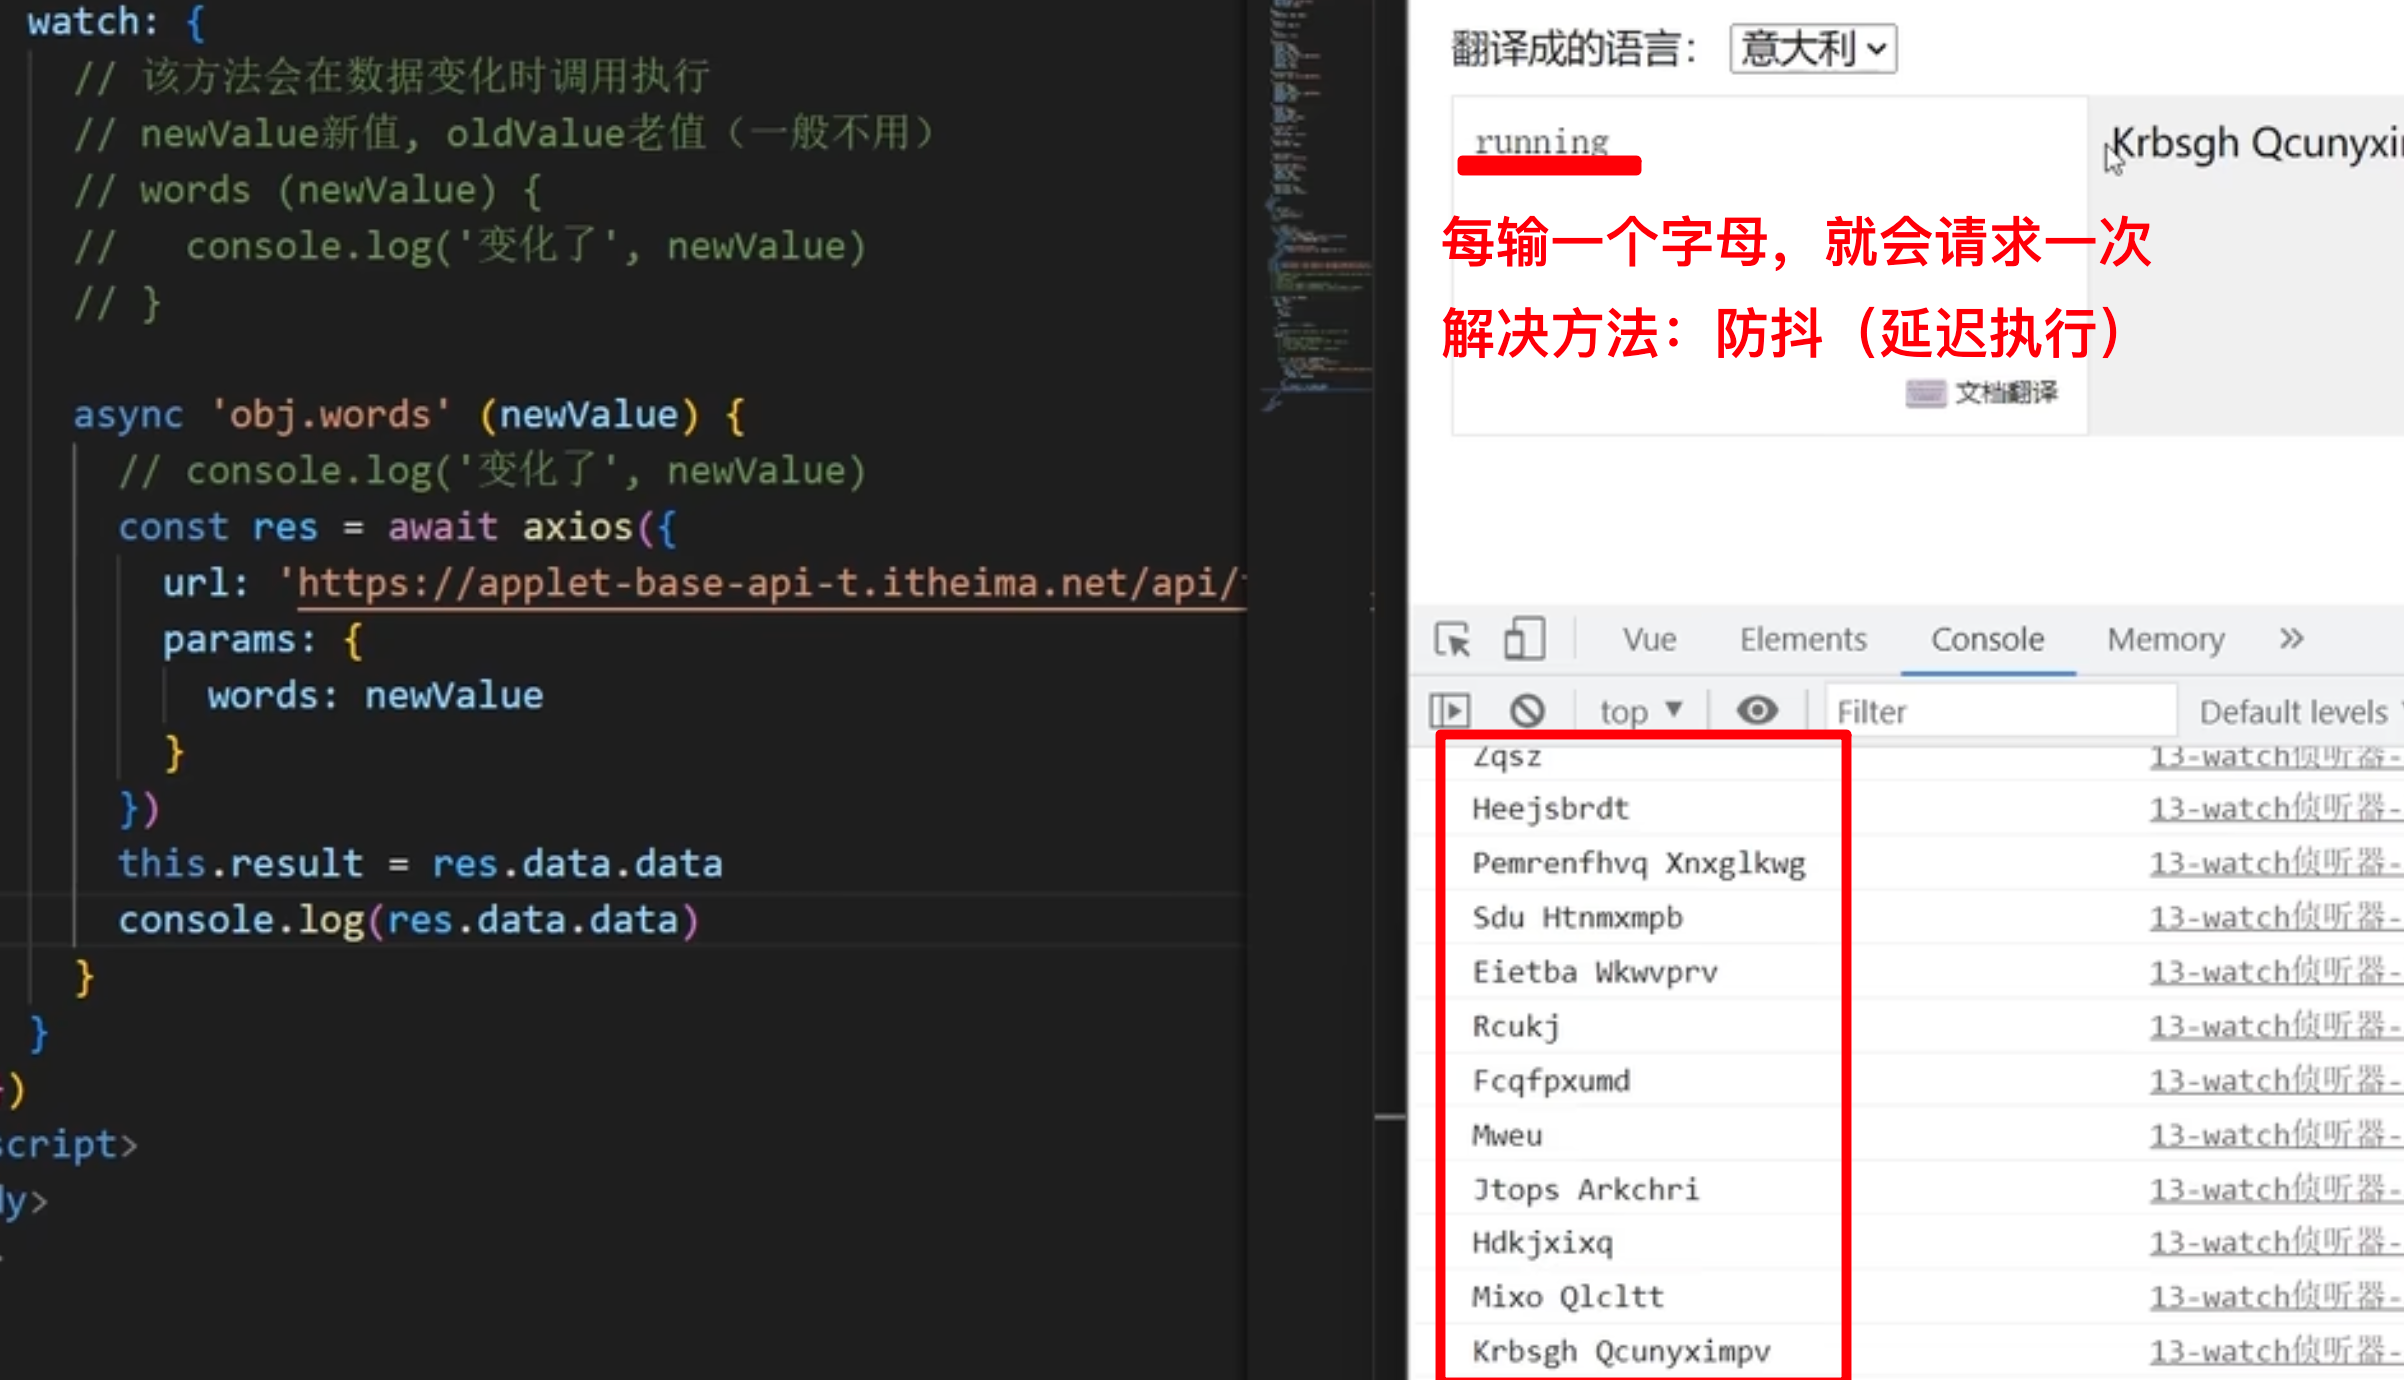 watch: {
// 该方法会在数据变化时调用执行
// newValue新值, oldValue老值（一般不用）
// words (newValue) {
//   console.log('变化了', newValue)
// }
async 'obj.words' (newValue) {
// console.log('变化了', newValue)
const res = await axios({
url: 'https://applet-base-api-t.itheima.net/api/
params: {
words: newValue
}
})
this.result = res.data.data
console.log(res.data.data)
}
}
)
script>
dy>
翻译成的语言： 意大利
running
Krbsgh Qcunyxi
每输一个字母，就会请求一次
解决方法：防抖（延迟执行）
文档翻译
Vue Elements Console Memory »
top ▼ Filter Default levels
Zqsz 13-watch侦听器-
Heejsbrdt 13-watch侦听器-
Pemrenfhvq Xnxglkwg 13-watch侦听器-
Sdu Htnmxmpb 13-watch侦听器-
Eietba Wkwvprv 13-watch侦听器-
Rcukj 13-watch侦听器-
Fcqfpxumd 13-watch侦听器-
Mweu 13-watch侦听器-
Jtops Arkchri 13-watch侦听器-
Hdkjxixq 13-watch侦听器-
Mixo Qlcltt 13-watch侦听器-
Krbsgh Qcunyximpv 13-watch侦听器-